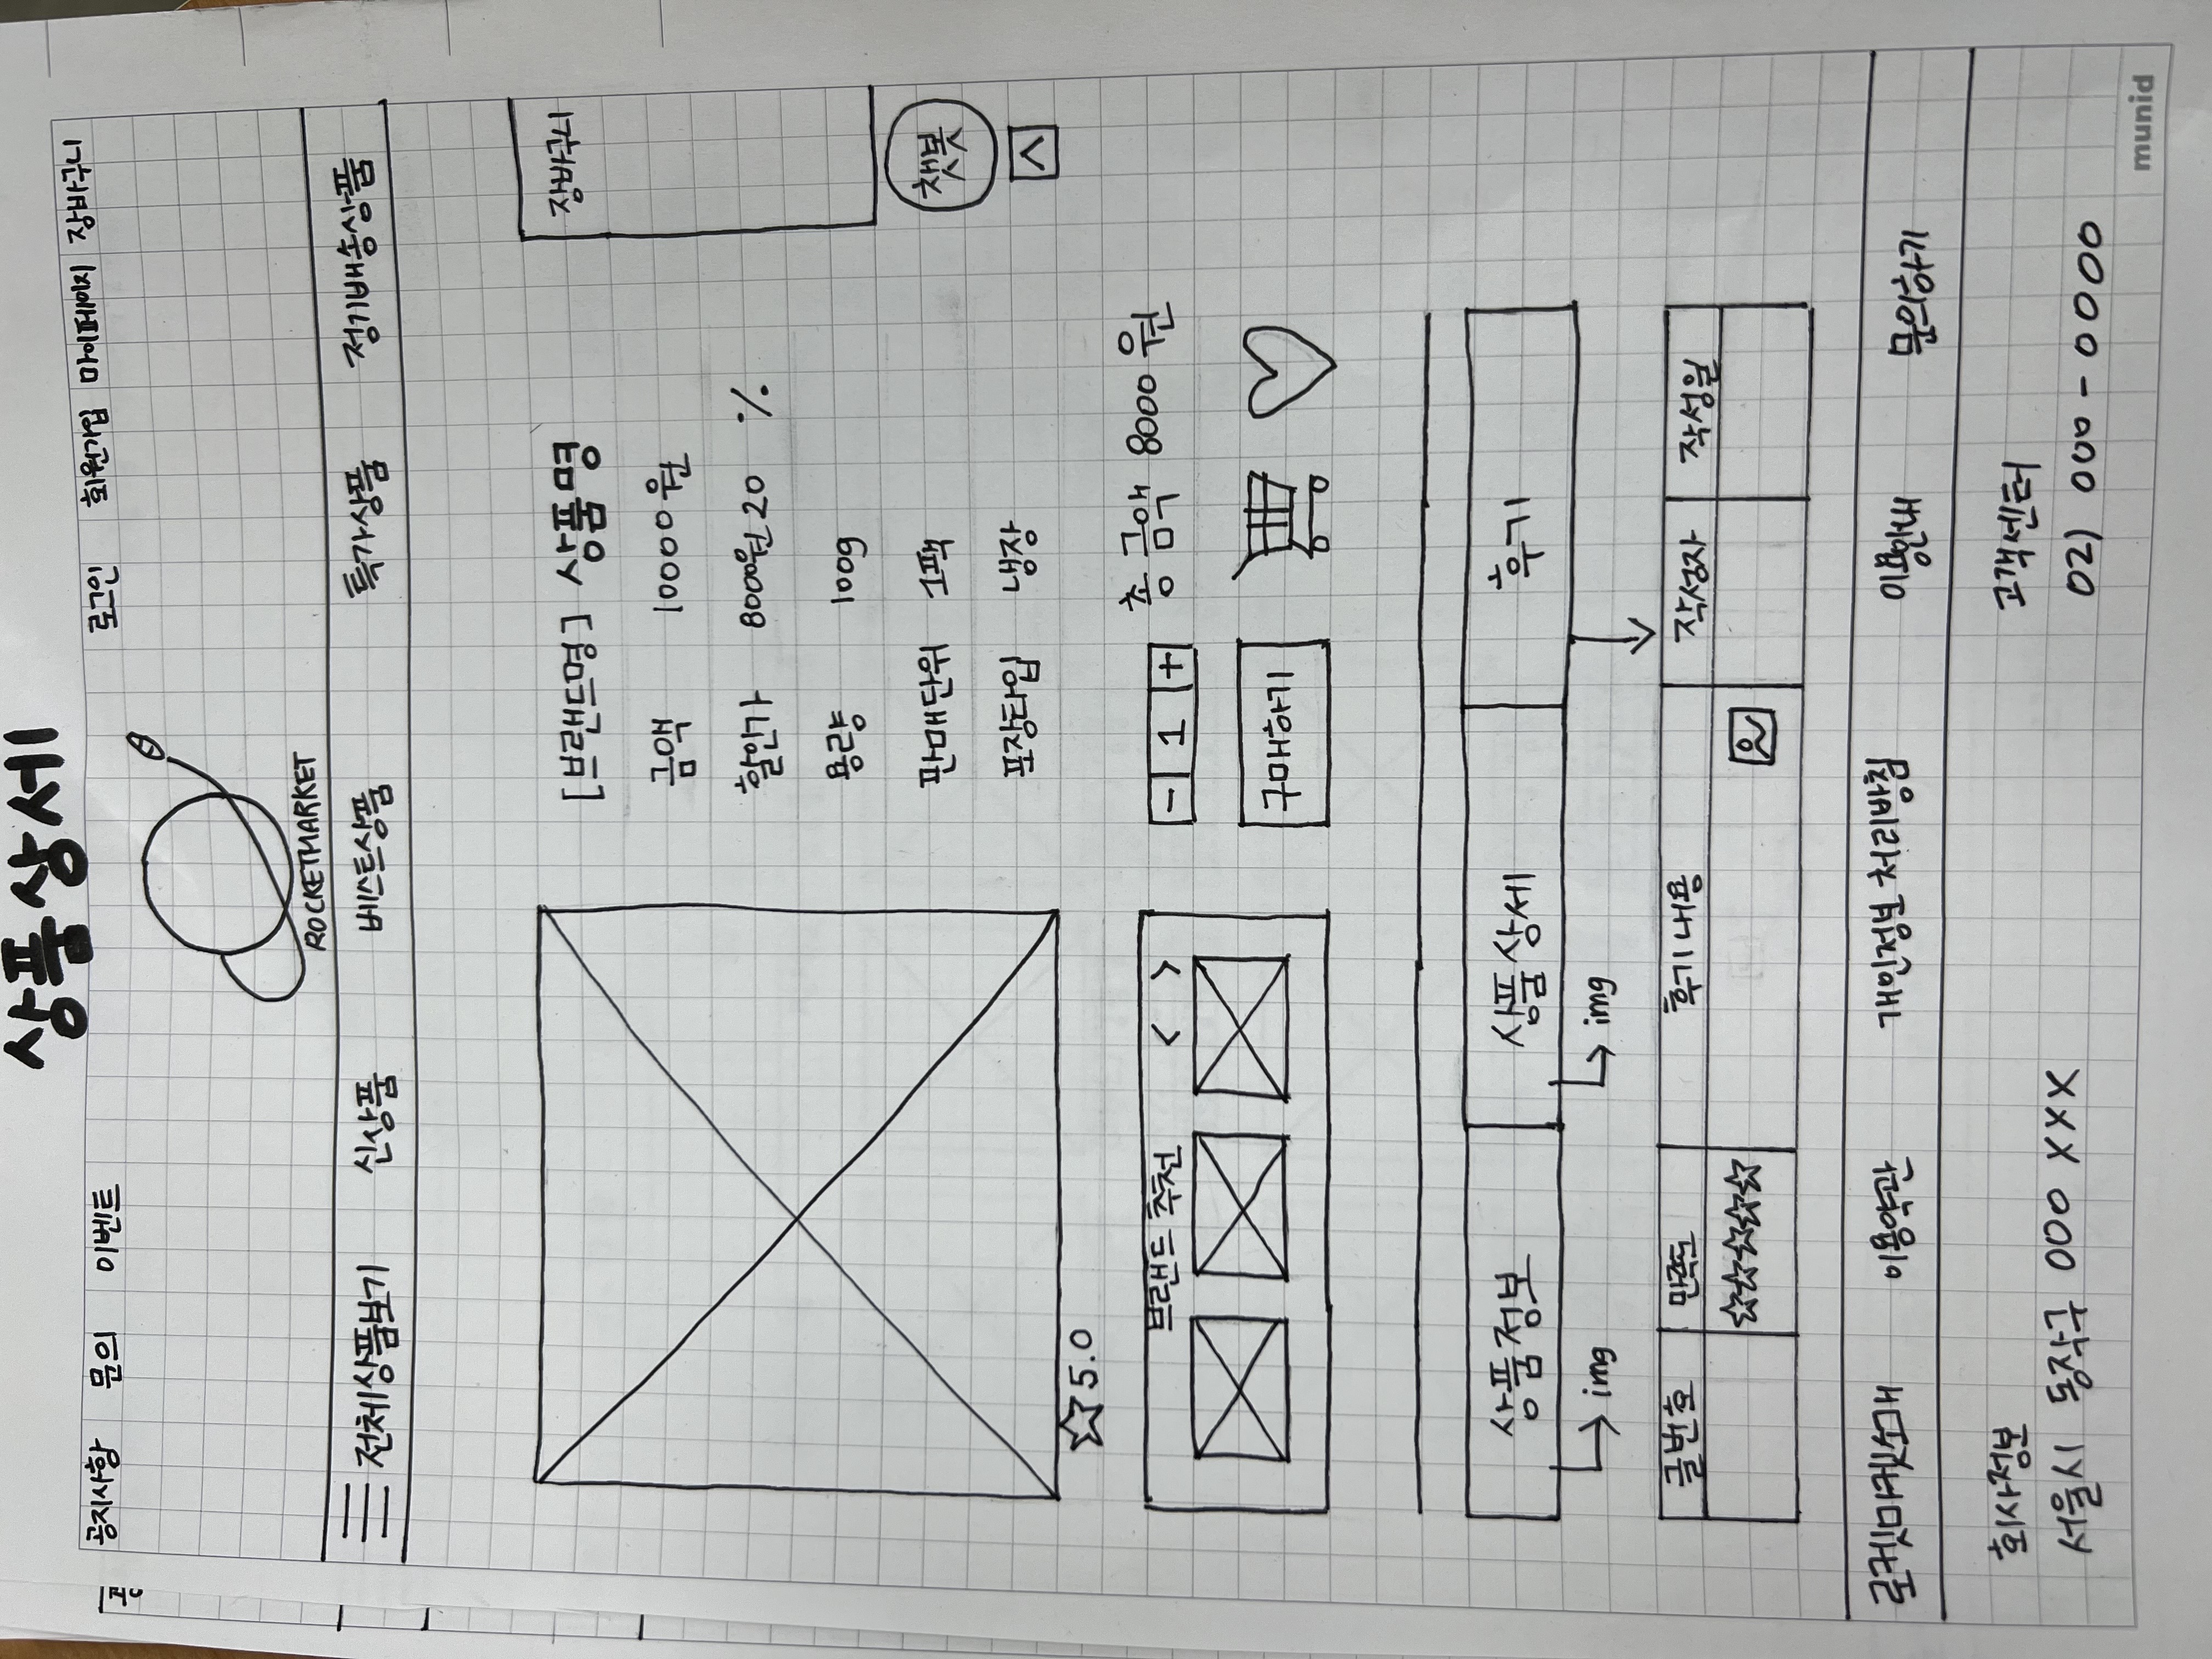 상품상세
공지사항 문의 이벤트 로그인 회원가입 마이페이지 장바구니
ROCKETMARKET
전체상품보기 신상품 베스트상품 특가상품 정기배송상품
[브랜드명] 상품명
금액 10000원
할인가 8000원 20 %
용량 100g
판매단위 1팩
포장타입 냉장
장바구니
챗봇
5.0
브랜드 추천 < >
- 1 + 총 금액 8000원
구매하기
상품정보 상품상세 후기
img img
글번호 만족도 후기내용 작성자 작성일
로켓마켓소개 이용약관 개인정보 처리방침 이용안내 문의하기
회사정보 고객센터
서울시 동작구 000 XXX 02) 000-0000
munid